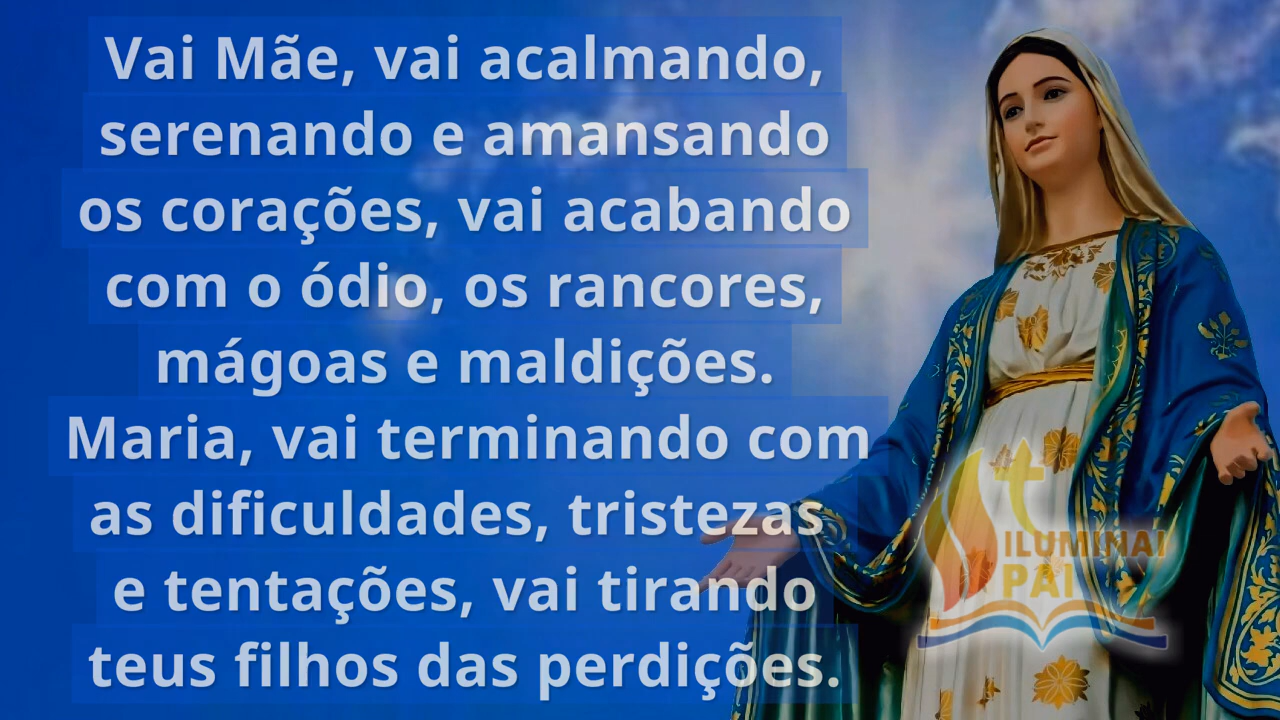 Vai Mãe, vai acalmando,
serenando e amansando
os corações, vai acabando
com o ódio, os rancores,
mágoas e maldições.
Maria, vai terminando com
as dificuldades, tristezas
e tentações, vai tirando
teus filhos das perdições.
ILUMINAI
PAI